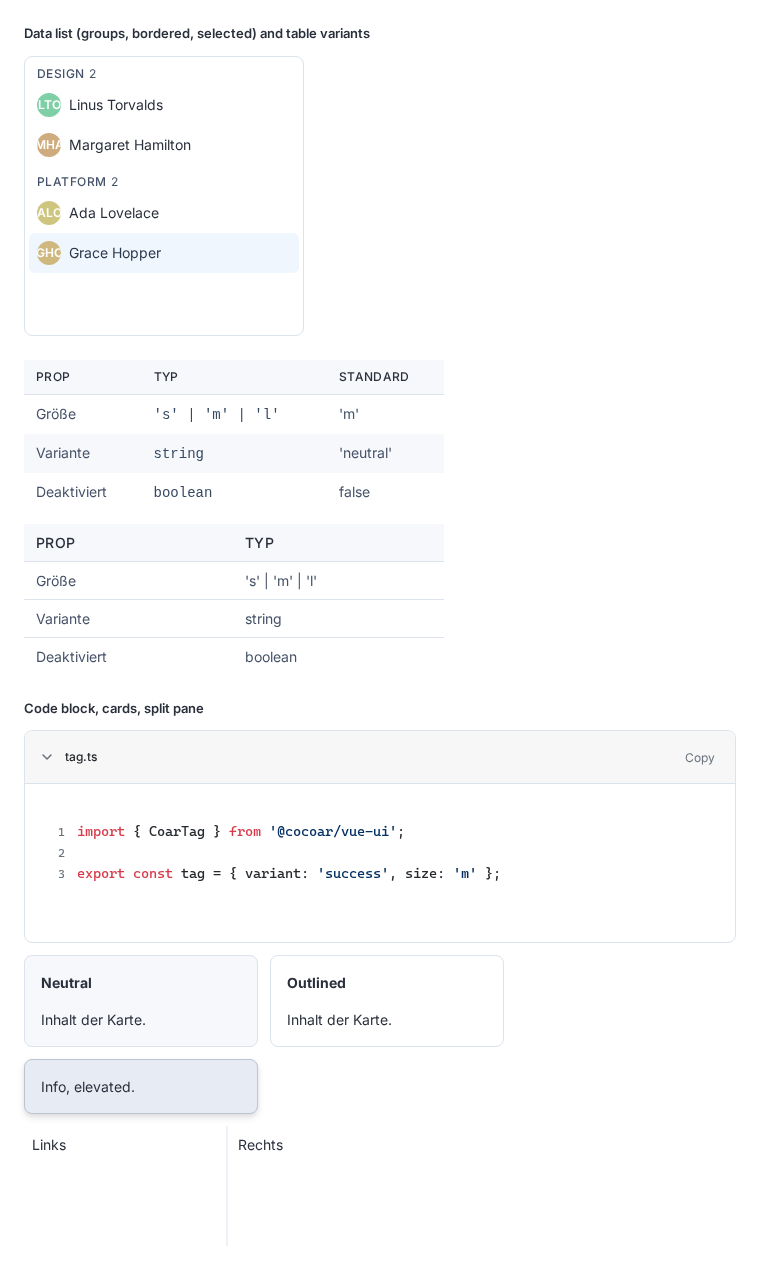 Data list (groups, bordered, selected) and table variants
DESIGN 2
LTO Linus Torvalds
MHA Margaret Hamilton
PLATFORM 2
ALO Ada Lovelace
GHO Grace Hopper
PROP TYP STANDARD
Größe 's' | 'm' | 'l' 'm'
Variante string 'neutral'
Deaktiviert boolean false
PROP TYP
Größe 's' | 'm' | 'l'
Variante string
Deaktiviert boolean
Code block, cards, split pane
tag.ts Copy
1 import { CoarTag } from '@cocoar/vue-ui';
2
3 export const tag = { variant: 'success', size: 'm' };
Neutral Outlined
Inhalt der Karte. Inhalt der Karte.
Info, elevated.
Links Rechts